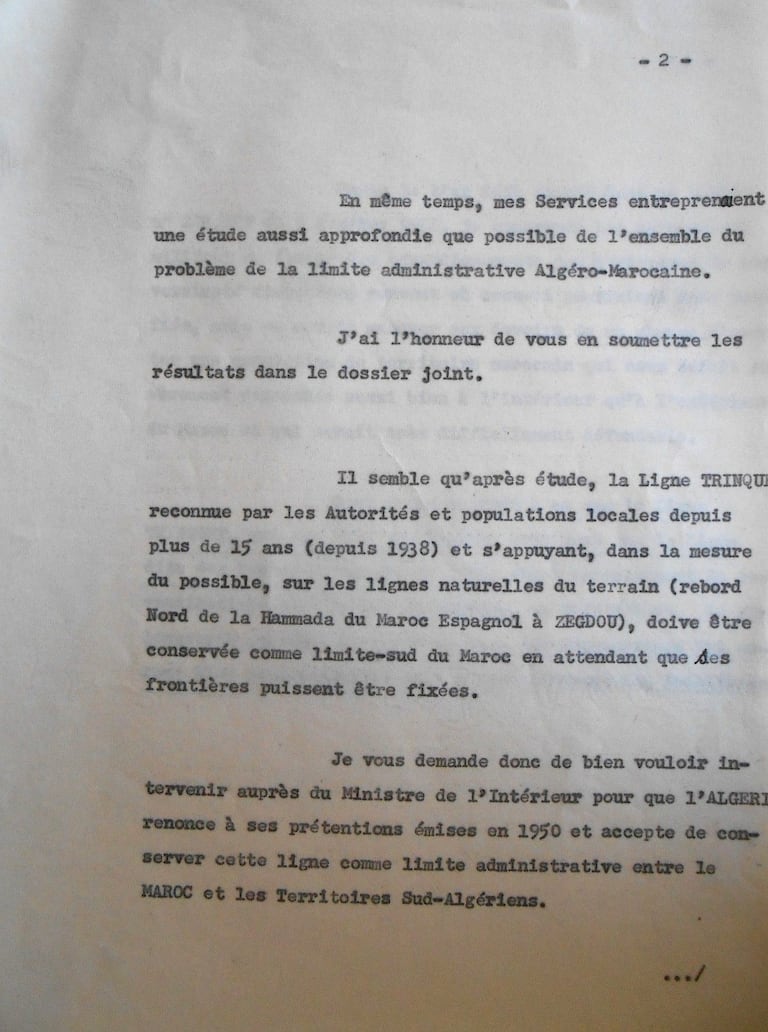 - 2 -
En même temps, mes Services entreprennent
une étude aussi approfondie que possible de l'ensemble du
problème de la limite administrative Algéro-Marocaine.
J'ai l'honneur de vous en soumettre les
résultats dans le dossier joint.
Il semble qu'après étude, la Ligne TRINQU
reconnue par les Autorités et populations locales depuis
plus de 15 ans (depuis 1938) et s'appuyant, dans la mesure
du possible, sur les lignes naturelles du terrain (rebord
Nord de la Hammada du Maroc Espagnol à ZEGDOU), doive être
conservée comme limite-sud du Maroc en attendant que des
frontières puissent être fixées.
Je vous demande donc de bien vouloir in-
tervenir auprès du Ministre de l'Intérieur pour que l'ALGERI
renonce à ses prétentions émises en 1950 et accepte de con-
server cette ligne comme limite administrative entre le
MAROC et les Territoires Sud-Algériens.
.../